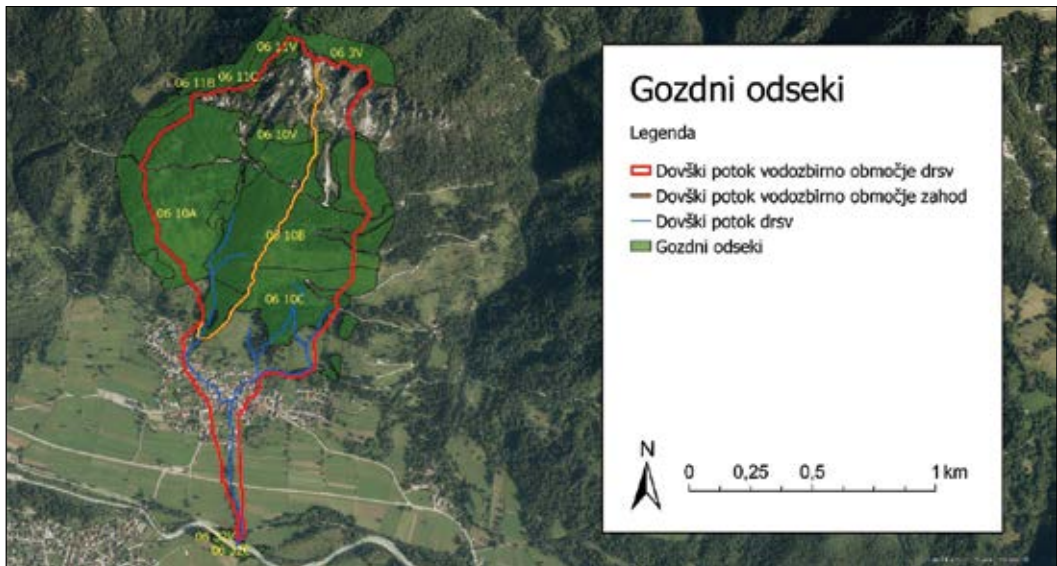 06 11V
06 3V
06 11B
06 11C
06 10V
06 10A
06 10B
06 10C
Gozdni odseki
Legenda
Dovški potok vodozbirno območje drsv
Dovški potok vodozbirno območje zahod
Dovški potok drsv
Gozdni odseki
N
0 0,25 0,5 1 km